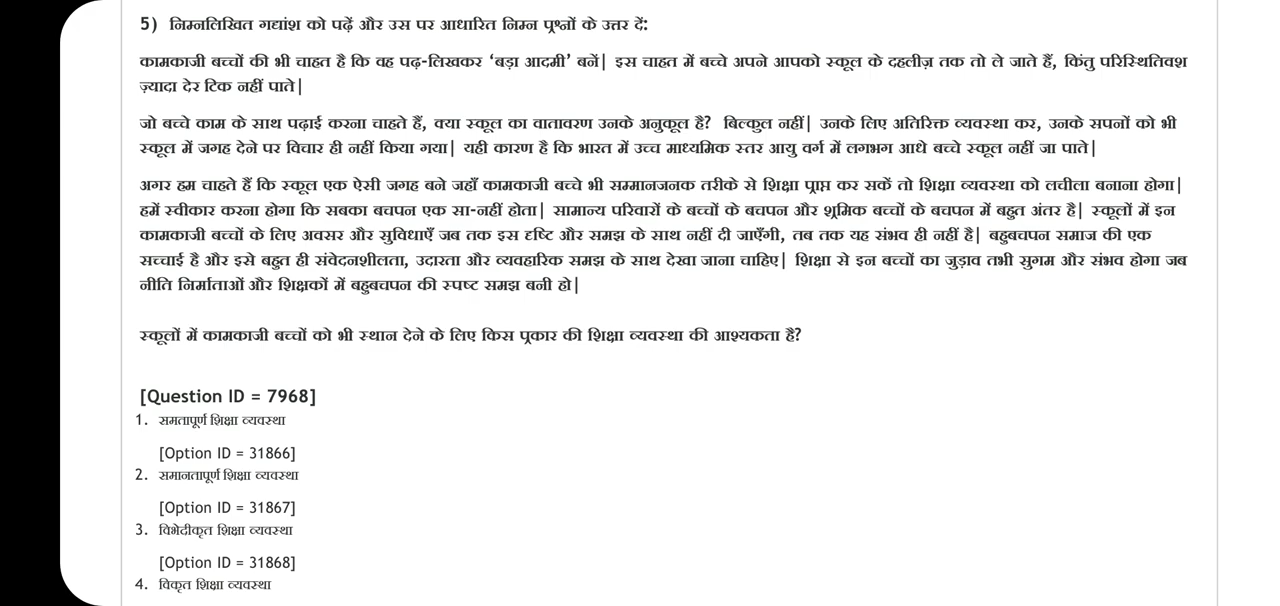 5) निम्नलिखित गद्यांश को पढ़ें और उस पर आधारित निम्न प्रश्नों के उत्तर दें:
कामकाजी बच्चों की भी चाहत है कि वह पढ़-लिखकर ‘बड़ा आदमी’ बनें| इस चाहत में बच्चे अपने आपको स्कूल के दहलीज़ तक तो ले जाते हैं, किंतु परिस्थितिवश
ज़्यादा देर टिक नहीं पाते|
जो बच्चे काम के साथ पढ़ाई करना चाहते हैं, क्या स्कूल का वातावरण उनके अनुकूल है? बिल्कुल नहीं| उनके लिए अतिरिक्त व्यवस्था कर, उनके सपनों को भी
स्कूल में जगह देने पर विचार ही नहीं किया गया| यही कारण है कि भारत में उच्च माध्यमिक स्तर आयु वर्ग में लगभग आधे बच्चे स्कूल नहीं जा पाते|
अगर हम चाहते हैं कि स्कूल एक ऐसी जगह बने जहाँ कामकाजी बच्चे भी सम्मानजनक तरीके से शिक्षा प्राप्त कर सकें तो शिक्षा व्यवस्था को लचीला बनाना होगा|
हमें स्वीकार करना होगा कि सबका बचपन एक सा-नहीं होता| सामान्य परिवारों के बच्चों के बचपन और श्रमिक बच्चों के बचपन में बहुत अंतर है| स्कूलों में इन
कामकाजी बच्चों के लिए अवसर और सुविधाएँ जब तक इस दृष्टि और समझ के साथ नहीं दी जाएँगी, तब तक यह संभव ही नहीं है| बहुबचपन समाज की एक
सच्चाई है और इसे बहुत ही संवेदनशीलता, उदारता और व्यवहारिक समझ के साथ देखा जाना चाहिए| शिक्षा से इन बच्चों का जुड़ाव तभी सुगम और संभव होगा जब
नीति निर्माताओं और शिक्षकों में बहुबचपन की स्पष्ट समझ बनी हो|
स्कूलों में कामकाजी बच्चों को भी स्थान देने के लिए किस प्रकार की शिक्षा व्यवस्था की आश्यकता है?
[Question ID = 7968]
1. समतापूर्ण शिक्षा व्यवस्था
[Option ID = 31866]
2. समानतापूर्ण शिक्षा व्यवस्था
[Option ID = 31867]
3. विभेदीकृत शिक्षा व्यवस्था
[Option ID = 31868]
4. विकृत शिक्षा व्यवस्था